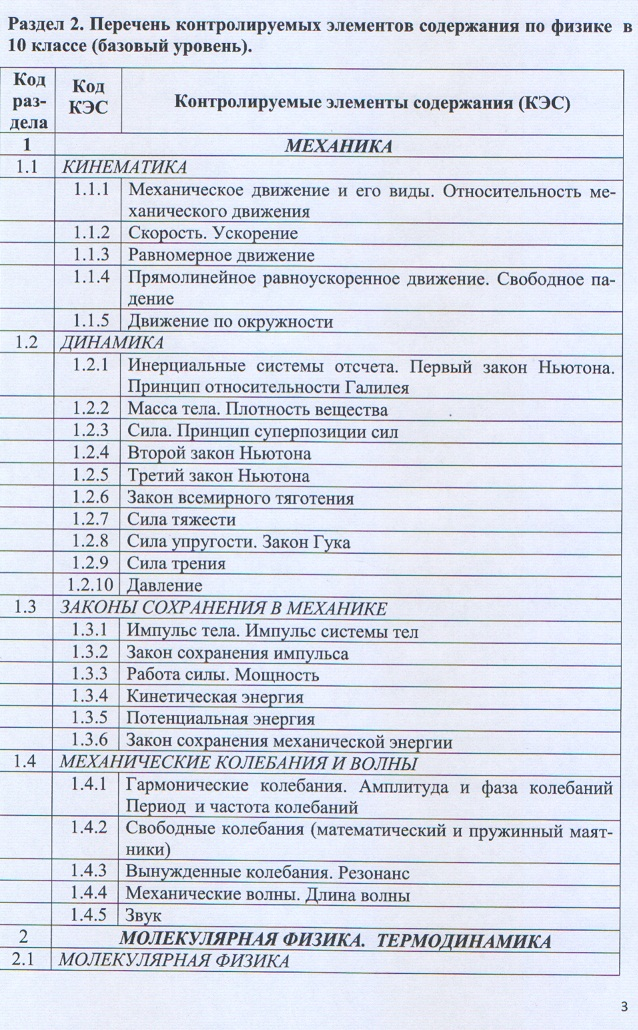 Раздел 2. Перечень контролируемых элементов содержания по физике в
10 классе (базовый уровень).
Код раз-дела Код КЭС Контролируемые элементы содержания (КЭС)
1 МЕХАНИКА
1.1 КИНЕМАТИКА
1.1.1 Механическое движение и его виды. Относительность ме-
ханического движения
1.1.2 Скорость. Ускорение
1.1.3 Равномерное движение
1.1.4 Прямолинейное равноускоренное движение. Свободное па-
дение
1.1.5 Движение по окружности
1.2 ДИНАМИКА
1.2.1 Инерциальные системы отсчета. Первый закон Ньютона.
Принцип относительности Галилея
1.2.2 Масса тела. Плотность вещества
1.2.3 Сила. Принцип суперпозиции сил
1.2.4 Второй закон Ньютона
1.2.5 Третий закон Ньютона
1.2.6 Закон всемирного тяготения
1.2.7 Сила тяжести
1.2.8 Сила упругости. Закон Гука
1.2.9 Сила трения
1.2.10 Давление
1.3 ЗАКОНЫ СОХРАНЕНИЯ В МЕХАНИКЕ
1.3.1 Импульс тела. Импульс системы тел
1.3.2 Закон сохранения импульса
1.3.3 Работа силы. Мощность
1.3.4 Кинетическая энергия
1.3.5 Потенциальная энергия
1.3.6 Закон сохранения механической энергии
1.4 МЕХАНИЧЕСКИЕ КОЛЕБАНИЯ И ВОЛНЫ
1.4.1 Гармонические колебания. Амплитуда и фаза колебаний
Период и частота колебаний
1.4.2 Свободные колебания (математический и пружинный маят-
ники)
1.4.3 Вынужденные колебания. Резонанс
1.4.4 Механические волны. Длина волны
1.4.5 Звук
2 МОЛЕКУЛЯРНАЯ ФИЗИКА. ТЕРМОДИНАМИКА
2.1 МОЛЕКУЛЯРНАЯ ФИЗИКА
3